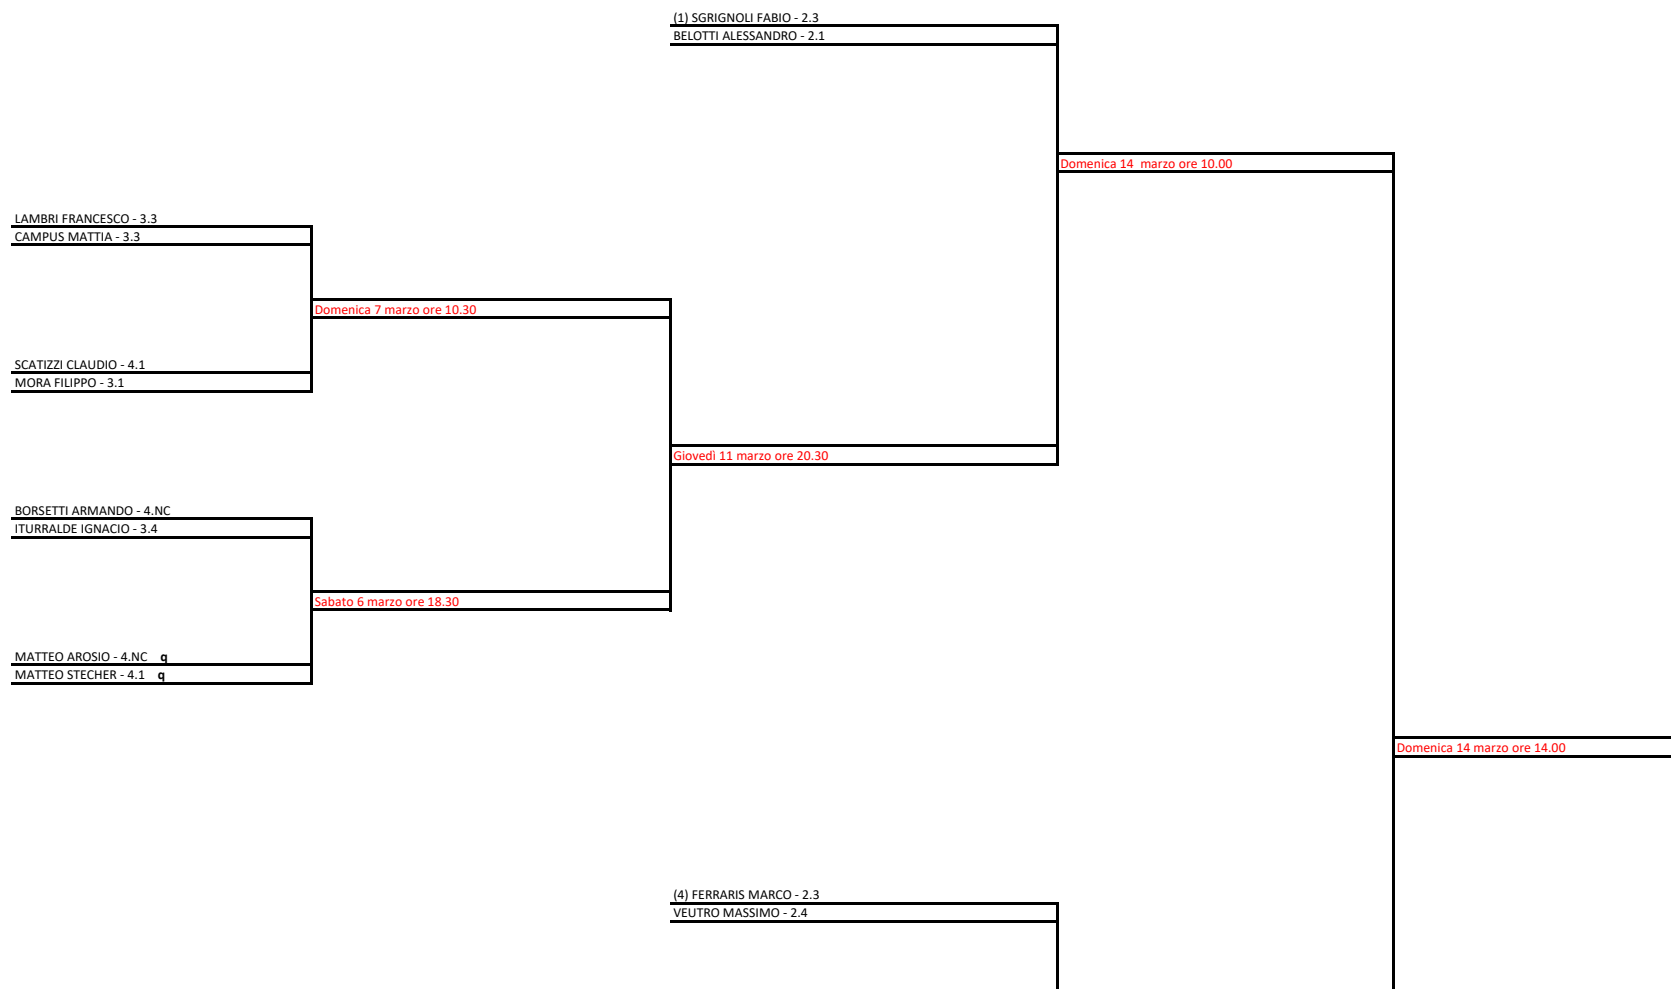 (1) SGRIGNOLI FABIO - 2.3
BELOTTI ALESSANDRO - 2.1
Domenica 14 marzo ore 10.00
LAMBRI FRANCESCO - 3.3
CAMPUS MATTIA - 3.3
Domenica 7 marzo ore 10.30
SCATIZZI CLAUDIO - 4.1
MORA FILIPPO - 3.1
Giovedì 11 marzo ore 20.30
BORSETTI ARMANDO - 4.NC
ITURRALDE IGNACIO - 3.4
Sabato 6 marzo ore 18.30
MATTEO AROSIO - 4.NC q
MATTEO STECHER - 4.1 q
Domenica 14 marzo ore 14.00
(4) FERRARIS MARCO - 2.3
VEUTRO MASSIMO - 2.4